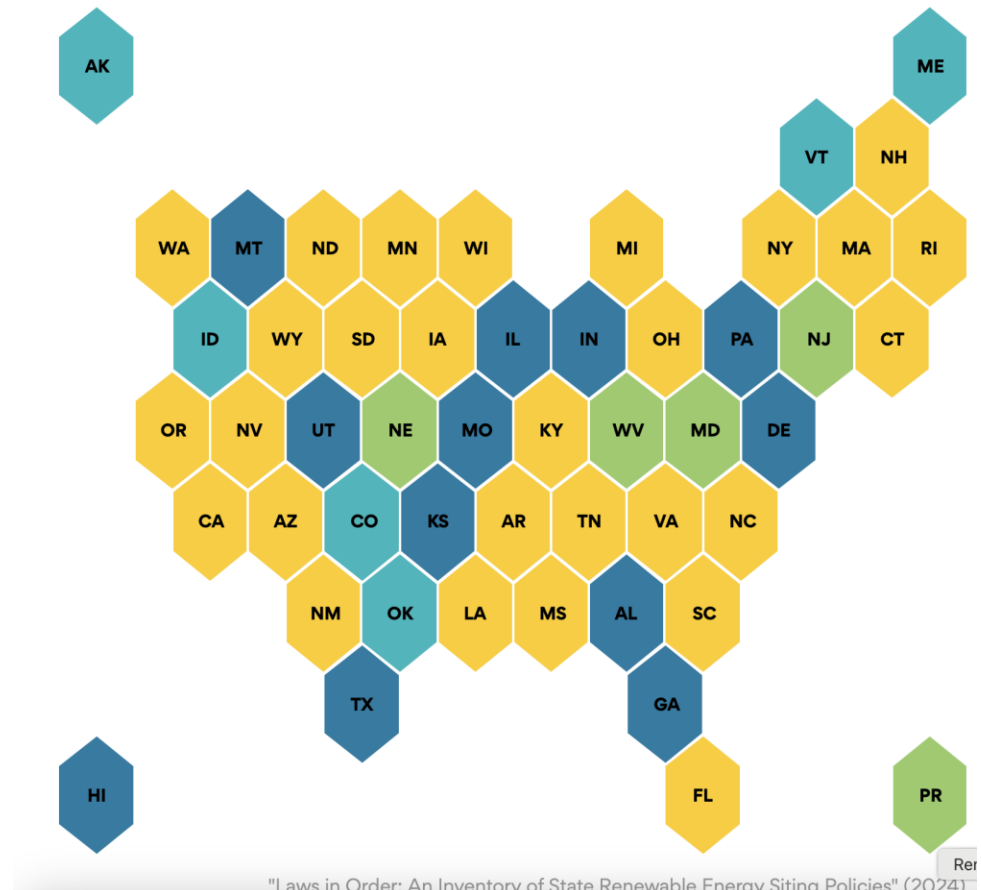 AK
ME
VT
NH
WA
MT
ND
MN
WI
MI
NY
MA
RI
ID
WY
SD
IA
IL
IN
OH
PA
NJ
CT
OR
NV
UT
NE
MO
KY
WV
MD
DE
CA
AZ
CO
KS
AR
TN
VA
NC
NM
OK
LA
MS
AL
SC
TX
GA
HI
FL
PR
Rer
"Laws in Order: An Inventory of State Renewable Energy Siting Policies" (2024)